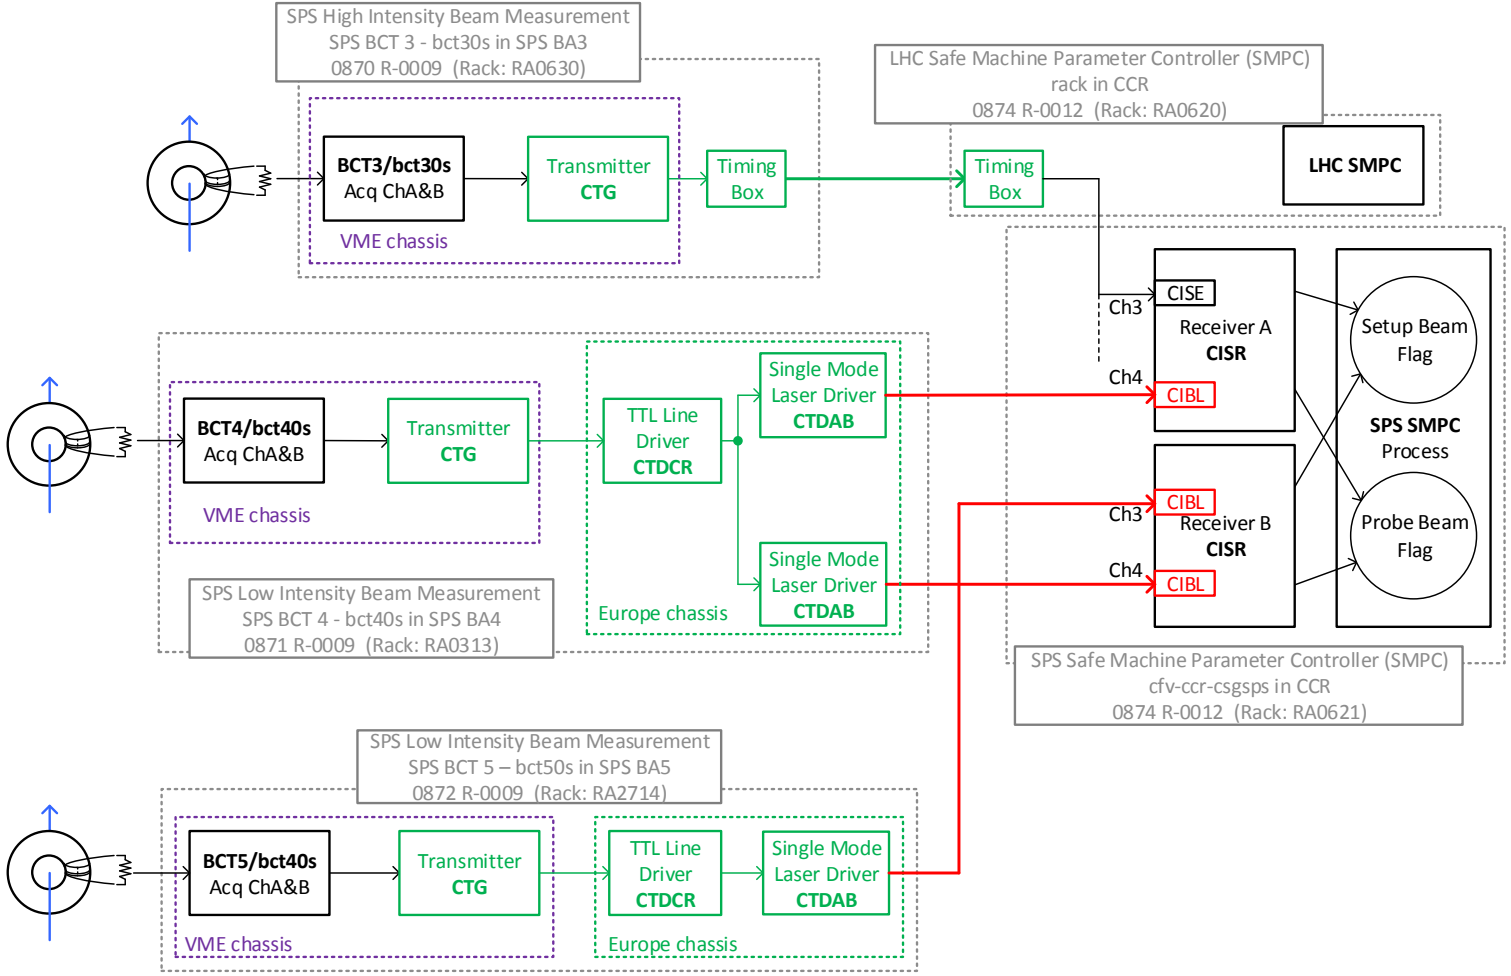 SPS High Intensity Beam Measurement
SPS BCT 3 - bct30s in SPS BA3
0870 R-0009 (Rack: RA0630)
LHC Safe Machine Parameter Controller (SMPC)
rack in CCR
0874 R-0012 (Rack: RA0620)
BCT3/bct30s
Acq ChA&B
Transmitter
CTG
Timing
Box
Timing
Box
LHC SMPC
VME chassis
CISE
Ch3
Receiver A
CISR
Ch4
CIBL
Setup Beam
Flag
SPS SMPC
Process
Probe Beam
Flag
CIBL
Ch3
Receiver B
CISR
Ch4
CIBL
BCT4/bct40s
Acq ChA&B
Transmitter
CTG
TTL Line
Driver
CTDCR
Single Mode
Laser Driver
CTDAB
Single Mode
Laser Driver
CTDAB
VME chassis
Europe chassis
SPS Low Intensity Beam Measurement
SPS BCT 4 - bct40s in SPS BA4
0871 R-0009 (Rack: RA0313)
SPS Safe Machine Parameter Controller (SMPC)
cfv-ccr-csgsps in CCR
0874 R-0012 (Rack: RA0621)
SPS Low Intensity Beam Measurement
SPS BCT 5 – bct50s in SPS BA5
0872 R-0009 (Rack: RA2714)
BCT5/bct40s
Acq ChA&B
Transmitter
CTG
TTL Line
Driver
CTDCR
Single Mode
Laser Driver
CTDAB
VME chassis
Europe chassis